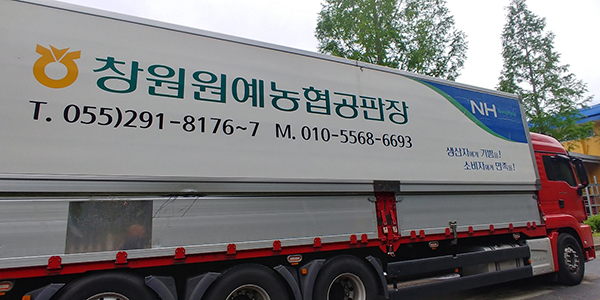 창원원예농협공판장
T. 055)291-8176~7 M. 010-5568-6693
NH
생산자에게 기쁨을!
소비자에게 만족을!